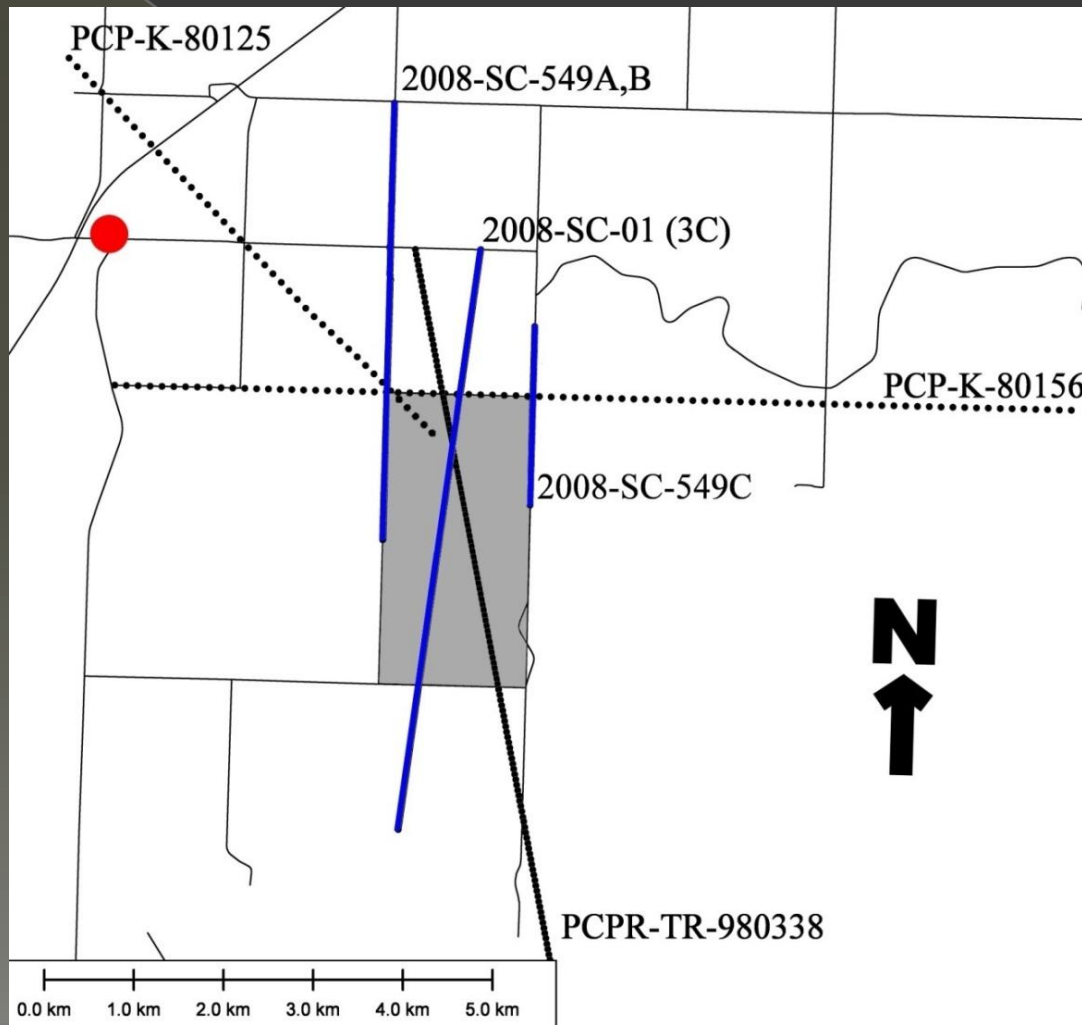 PCP-K-80125
2008-SC-549A,B
2008-SC-01 (3C)
PCP-K-80156
2008-SC-549C
N
PCPR-TR-980338
0.0 km 1.0 km 2.0 km 3.0 km 4.0 km 5.0 km